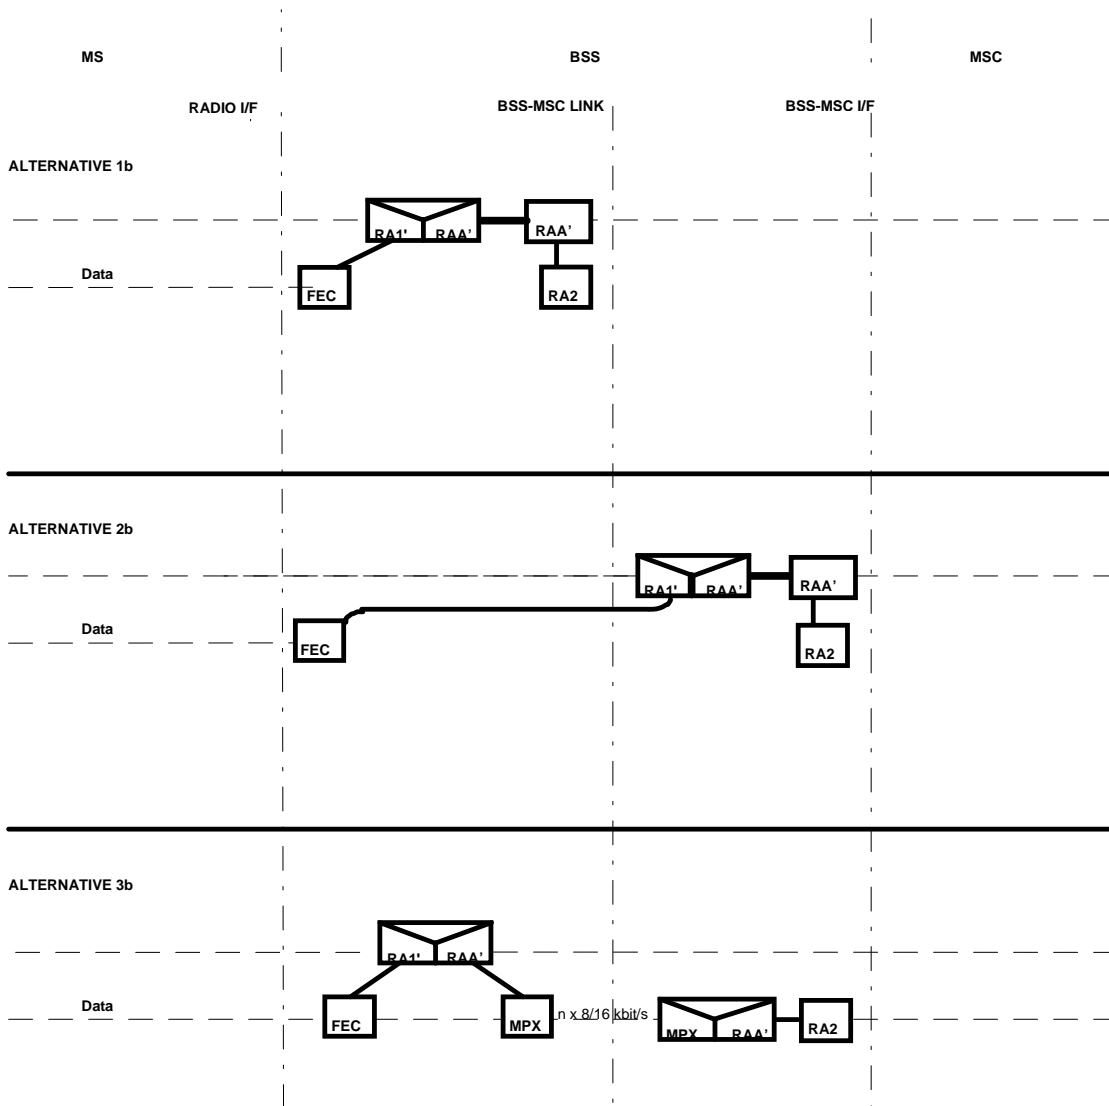 MS BSS MSC
RADIO I/F BSS-MSC LINK BSS-MSC I/F
ALTERNATIVE 1b
RA1' RAA' RAA'
Data
FEC RA2
ALTERNATIVE 2b
RA1' RAA' RAA'
Data
FEC RA2
ALTERNATIVE 3b
RA1' RAA'
Data
FEC MPX n x 8/16 kbit/s MPX RAA' RA2